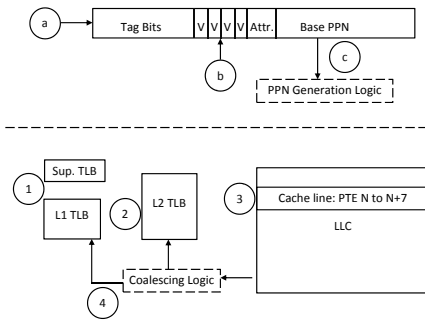 a
Tag Bits V V V V Attr. Base PPN
b
c
PPN Generation Logic
Sup. TLB
1
L1 TLB
2
L2 TLB
3
Cache line: PTE N to N+7
LLC
Coalescing Logic
4